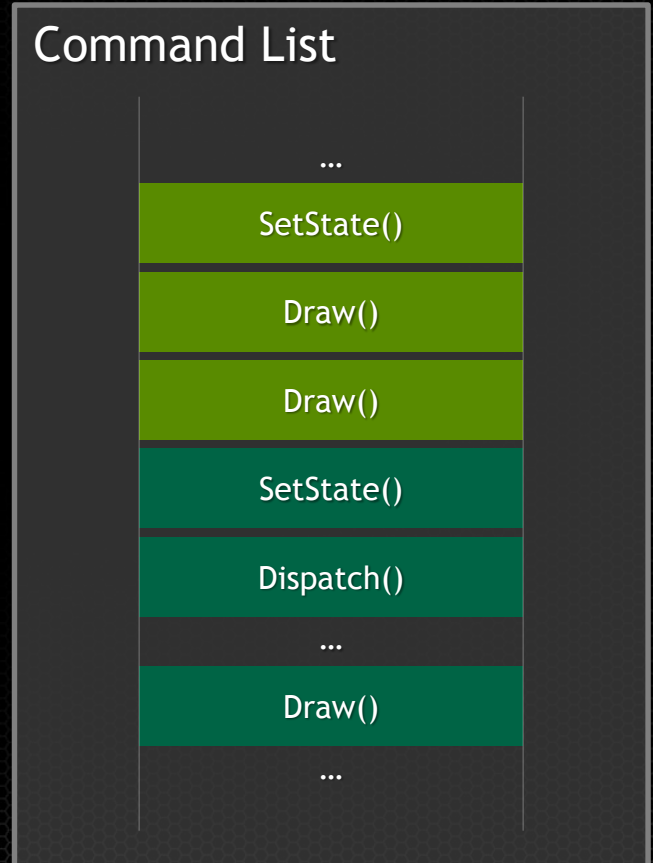 Command List
...
SetState()
Draw()
Draw()
SetState()
Dispatch()
...
Draw()
...